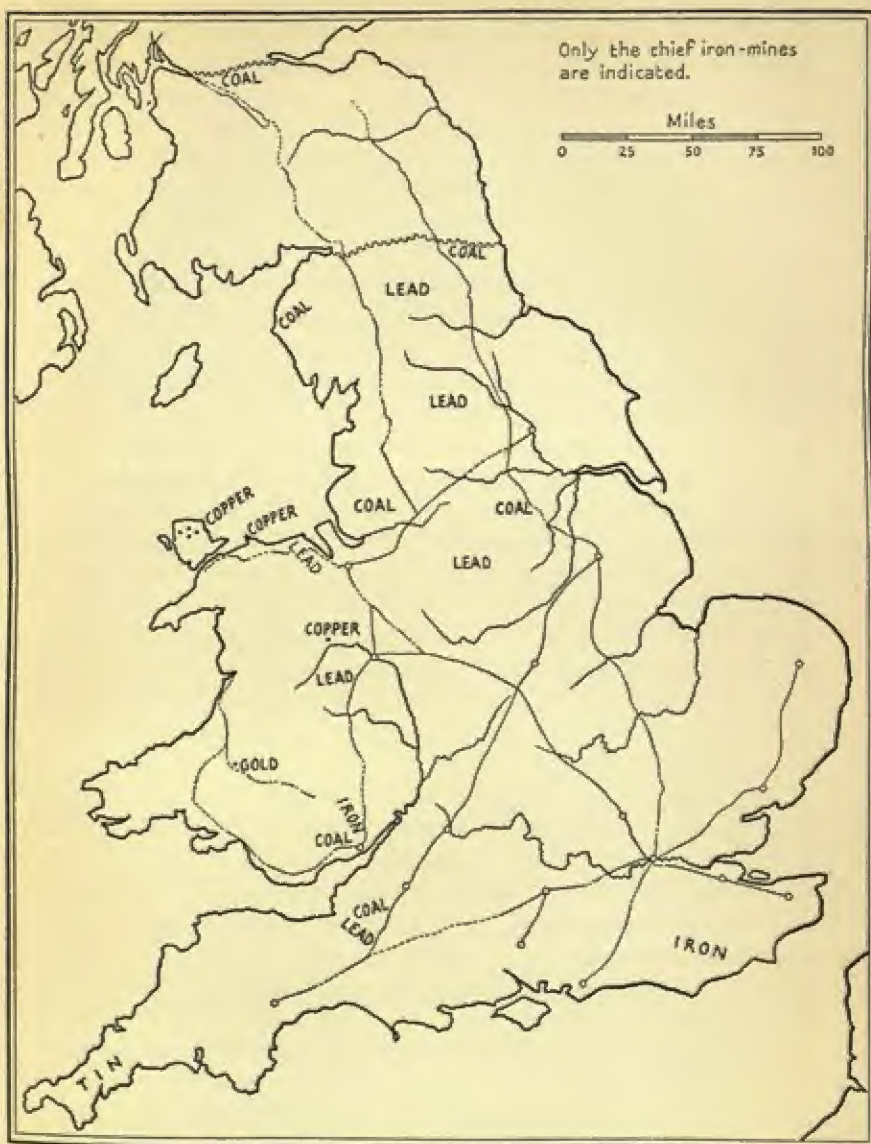 Only the chief iron-mines
are indicated.
Miles
0 25 50 75 100
COAL
COAL
LEAD
COAL
LEAD
COPPER
COPPER
COAL
COAL
LEAD
LEAD
COPPER
LEAD
GOLD
IRON
COAL
COAL
LEAD
IRON
TIN